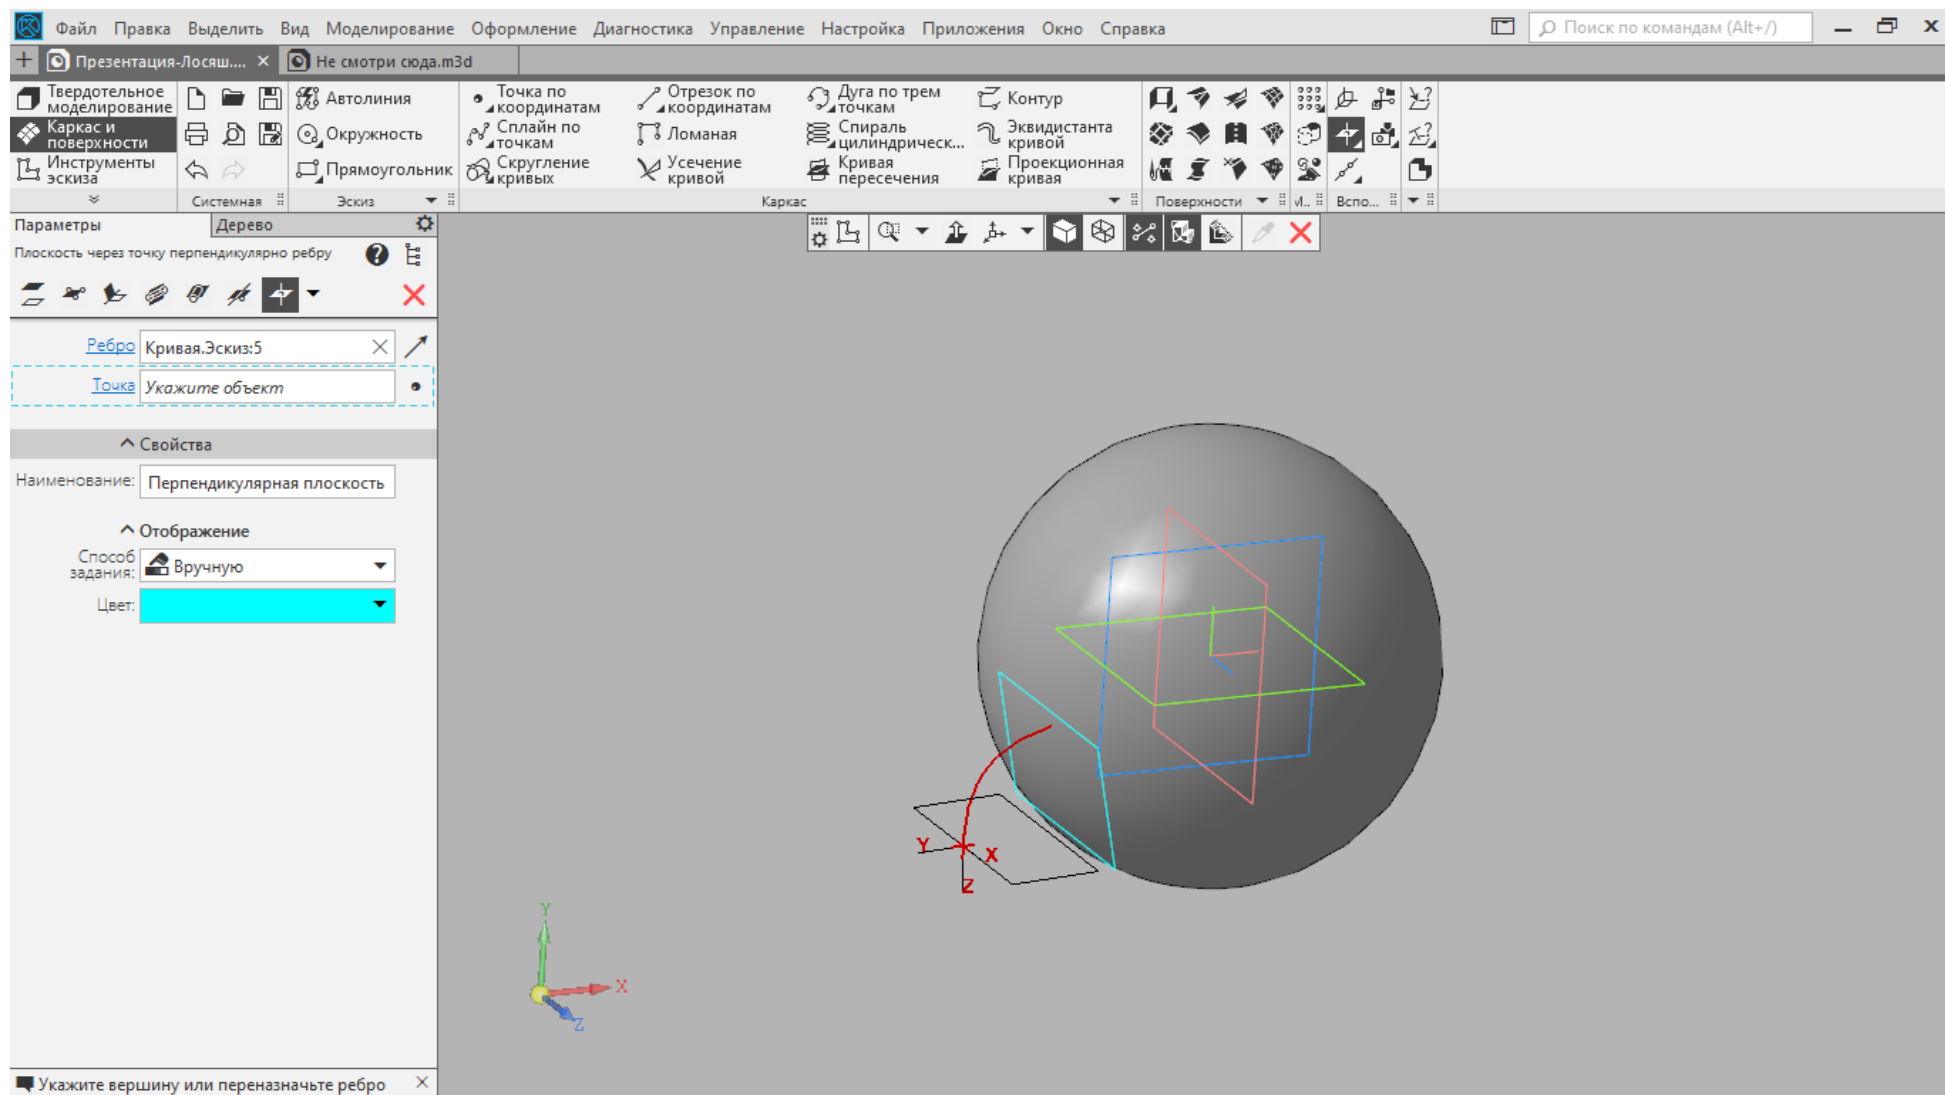 Файл Правка Выделить Вид Моделирование Оформление Диагностика Управление Настройка Приложения Окно Справка
Поиск по командам (Alt+/)
Презентация-Лосяш....
Не смотри сюда.m3d
Твердотельное
моделирование
Каркас и
поверхности
Инструменты
эскиза
Системная
Автолиния
Окружность
Прямоугольник
Эскиз
Точка по
координатам
Сплайн по
точкам
Скругление
кривых
Отрезок по
координатам
Ломаная
Усечение
кривой
Дуга по трем
точкам
Спираль
цилиндрическ...
Кривая
пересечения
Контур
Эквидистанта
кривой
Проекционная
кривая
Каркас
Поверхности
И...
Вспо...
Параметры
Дерево
Плоскость через точку перпендикулярно ребру
Ребро
Кривая.Эскиз:5
Точка
Укажите объект
Свойства
Наименование:
Перпендикулярная плоскость
Отображение
Способ
задания:
Вручную
Цвет:
Y
X
Z
Y
X
Z
Укажите вершину или переназначьте ребро